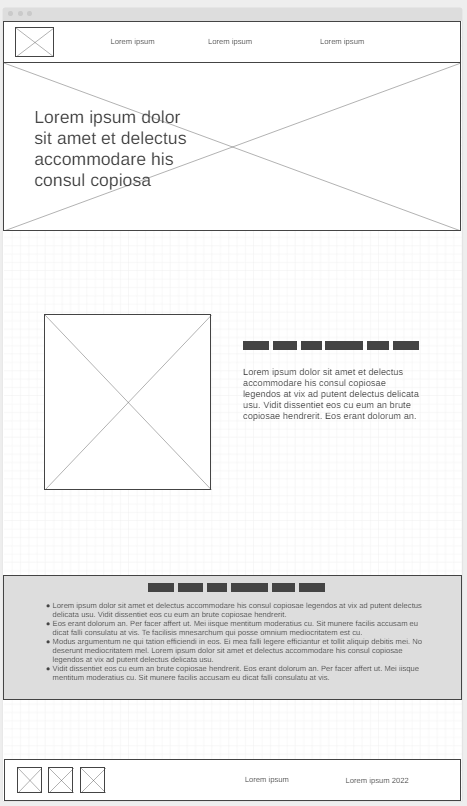 Lorem ipsum
Lorem ipsum
Lorem ipsum
Lorem ipsum dolor
sit amet et delectus
accommodare his
consul copiosa
Lorem ipsum dolor sit amet et delectus
accommodare his consul copiosae
legendos at vix ad putent delectus delicata
usu. Vidit dissentiet eos cu eum an brute
copiosae hendrerit. Eos erant dolorum an.
Lorem ipsum dolor sit amet et delectus accommodare his consul copiosae legendos at vix ad putent delectus
delicata usu. Vidit dissentiet eos cu eum an brute copiosae hendrerit.
Eos erant dolorum an. Per facer affert ut. Mei iisque mentitum moderatius cu. Sit munere facilis accusam eu
dicat falli consulatu at vis. Te facilisis mnesarchum qui posse omnium mediocritatem est cu.
Modus argumentum ne qui tation efficiendi in eos. Ei mea falli legere efficiantur et tollit aliquip debitis mei. No
deserunt mediocritatem mel. Lorem ipsum dolor sit amet et delectus accommodare his consul copiosae
legendos at vix ad putent delectus delicata usu.
Vidit dissentiet eos cu eum an brute copiosae hendrerit. Eos erant dolorum an. Per facer affert ut. Mei iisque
mentitum moderatius cu. Sit munere facilis accusam eu dicat falli consulatu at vis.
Lorem ipsum
Lorem ipsum 2022